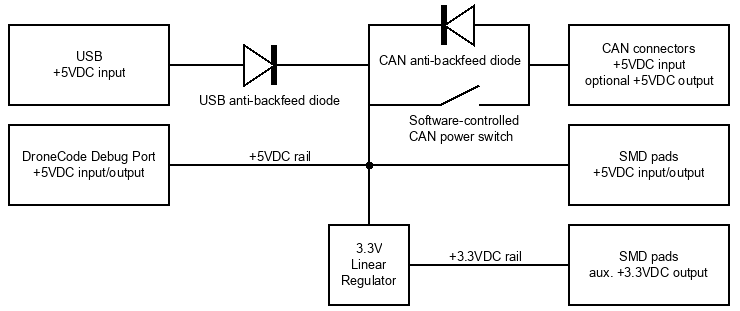 USB
+5VDC input
USB anti-backfeed diode
CAN anti-backfeed diode
Software-controlled
CAN power switch
CAN connectors
+5VDC input
optional +5VDC output
DroneCode Debug Port
+5VDC input/output
+5VDC rail
SMD pads
+5VDC input/output
3.3V
Linear
Regulator
+3.3VDC rail
SMD pads
aux. +3.3VDC output